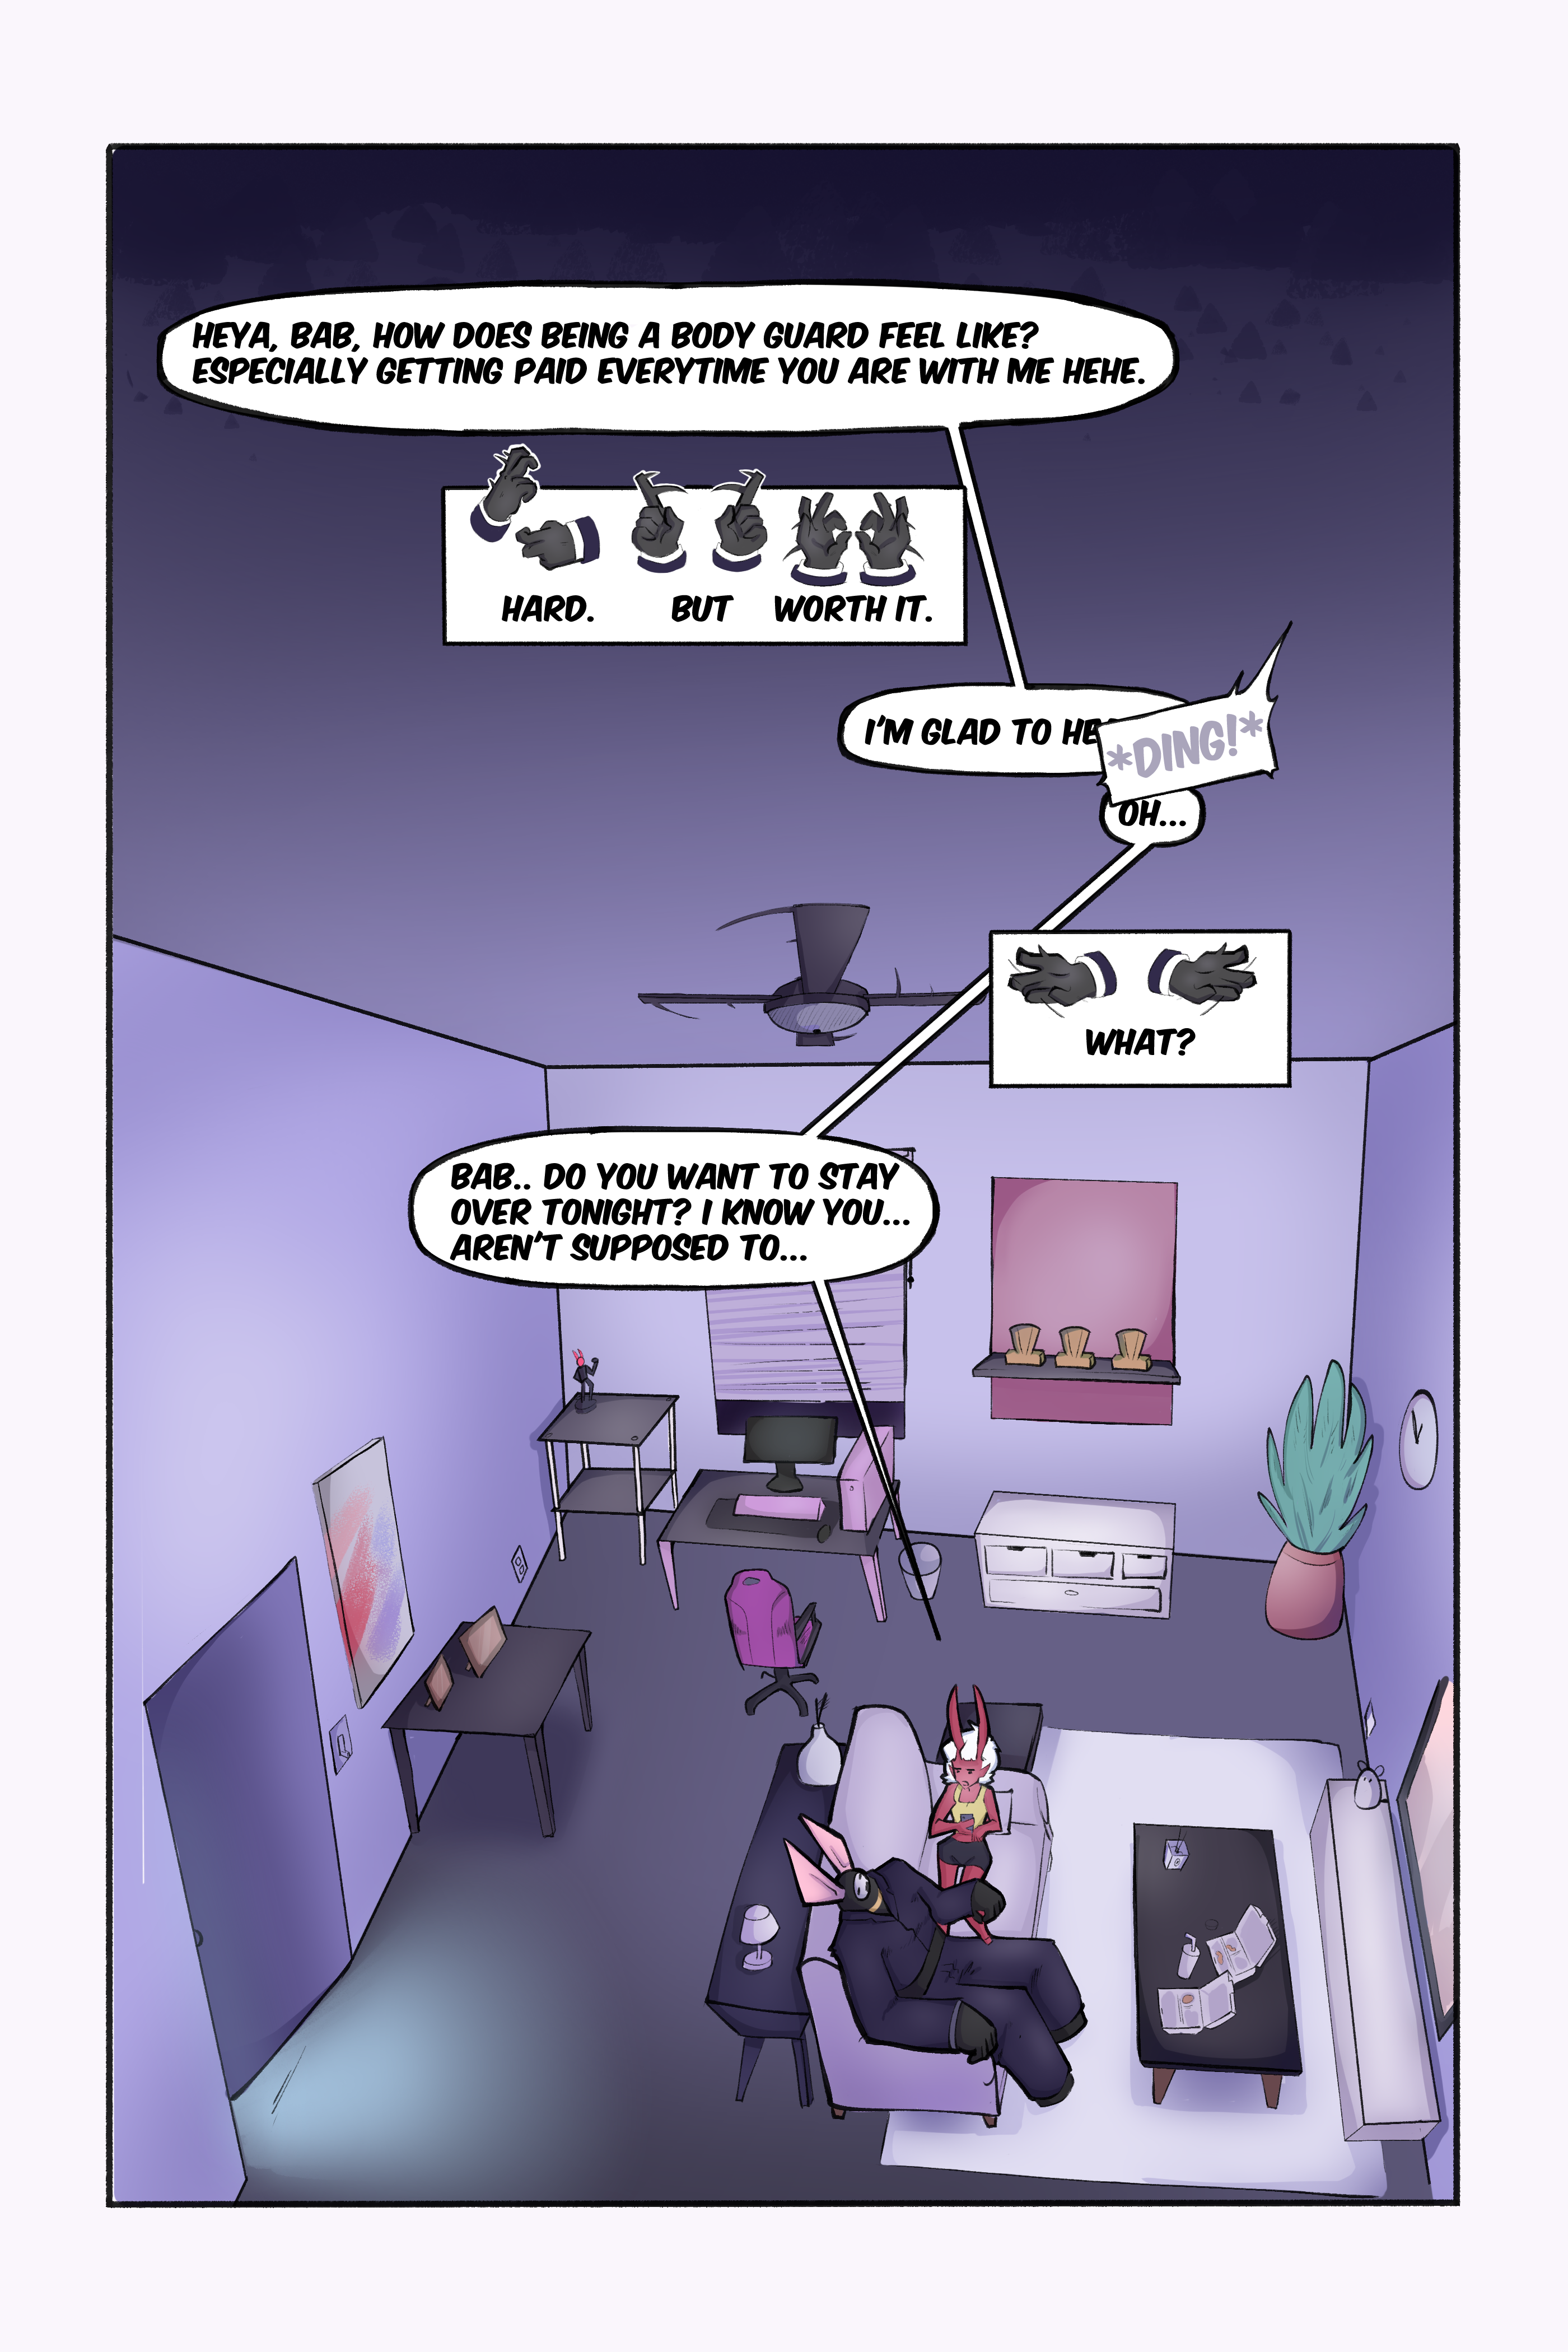 HEYA, BAB, HOW DOES BEING A BODY GUARD FEEL LIKE?
ESPECIALLY GETTING PAID EVERYTIME YOU ARE WITH ME HEHE.
HARD. BUT WORTH IT.
I'M GLAD TO
*DING!*
OH...
WHAT?
BAB.. DO YOU WANT TO STAY
OVER TONIGHT? I KNOW YOU...
AREN'T SUPPOSED TO...